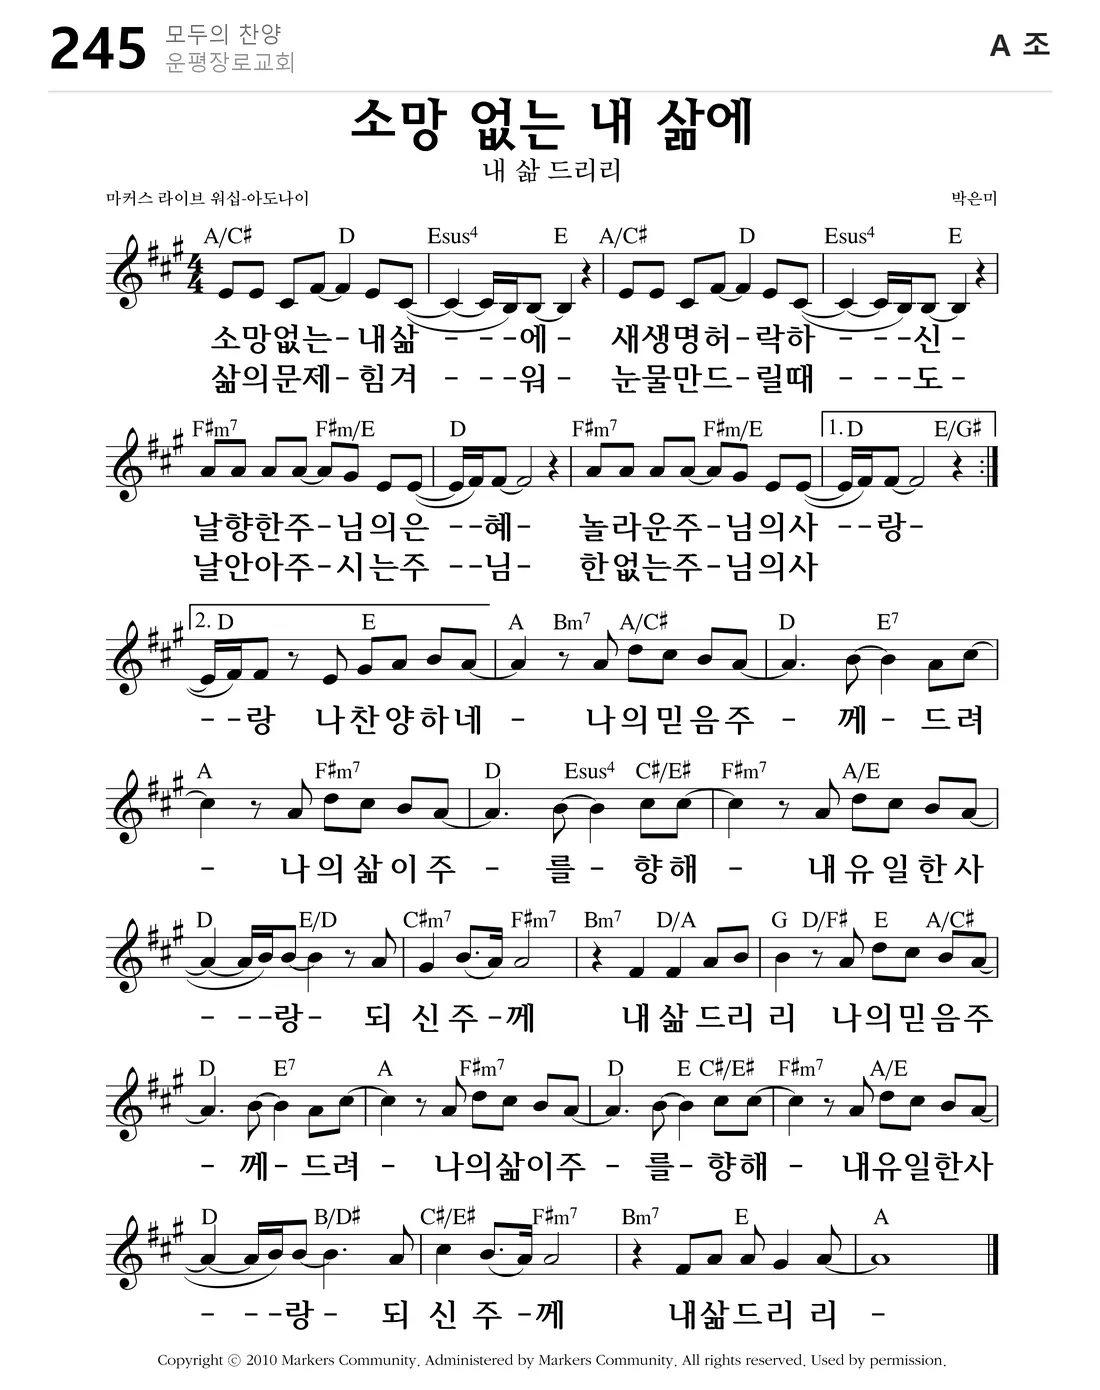 245 모두의 찬양
운평장로교회
A 조
소망 없는 내 삶에
내 삶 드리리
마커스 라이브 워십-아도나이 박은미
A/C♯ D Esus4 E A/C♯ D Esus4 E
4/4
소망없는- 내삶 - --에- 새생명허-락하 - --신-
삶의문제-힘겨 - --워- 눈물만드-릴때 - --도-
F♯m7 F♯m/E D F♯m7 F♯m/E 1. D E/G♯
날향한주-님의은 --혜- 놀라운주-님의사 --랑-
날안아주-시는주 --님- 한없는주-님의사
2. D E A Bm7 A/C♯ D E7
--랑 나찬양하네 - 나의믿음주 - 께- 드려
A F♯m7 D Esus4 C♯/E♯ F♯m7 A/E
- 나의삶이주 - 를- 향해 - 내유일한사
D E/D C♯m7 F♯m7 Bm7 D/A G D/F♯ E A/C♯
- --랑- 되 신주-께 내삶드리 리 나의믿음주
D E7 A F♯m7 D E C♯/E♯ F♯m7 A/E
- 께- 드려 - 나의삶이주 - 를- 향해 - 내유일한사
D B/D♯ C♯/E♯ F♯m7 Bm7 E A
- --랑- 되 신 주 -께 내삶드리 리 -
Copyright © 2010 Markers Community. Administered by Markers Community. All rights reserved. Used by permission.